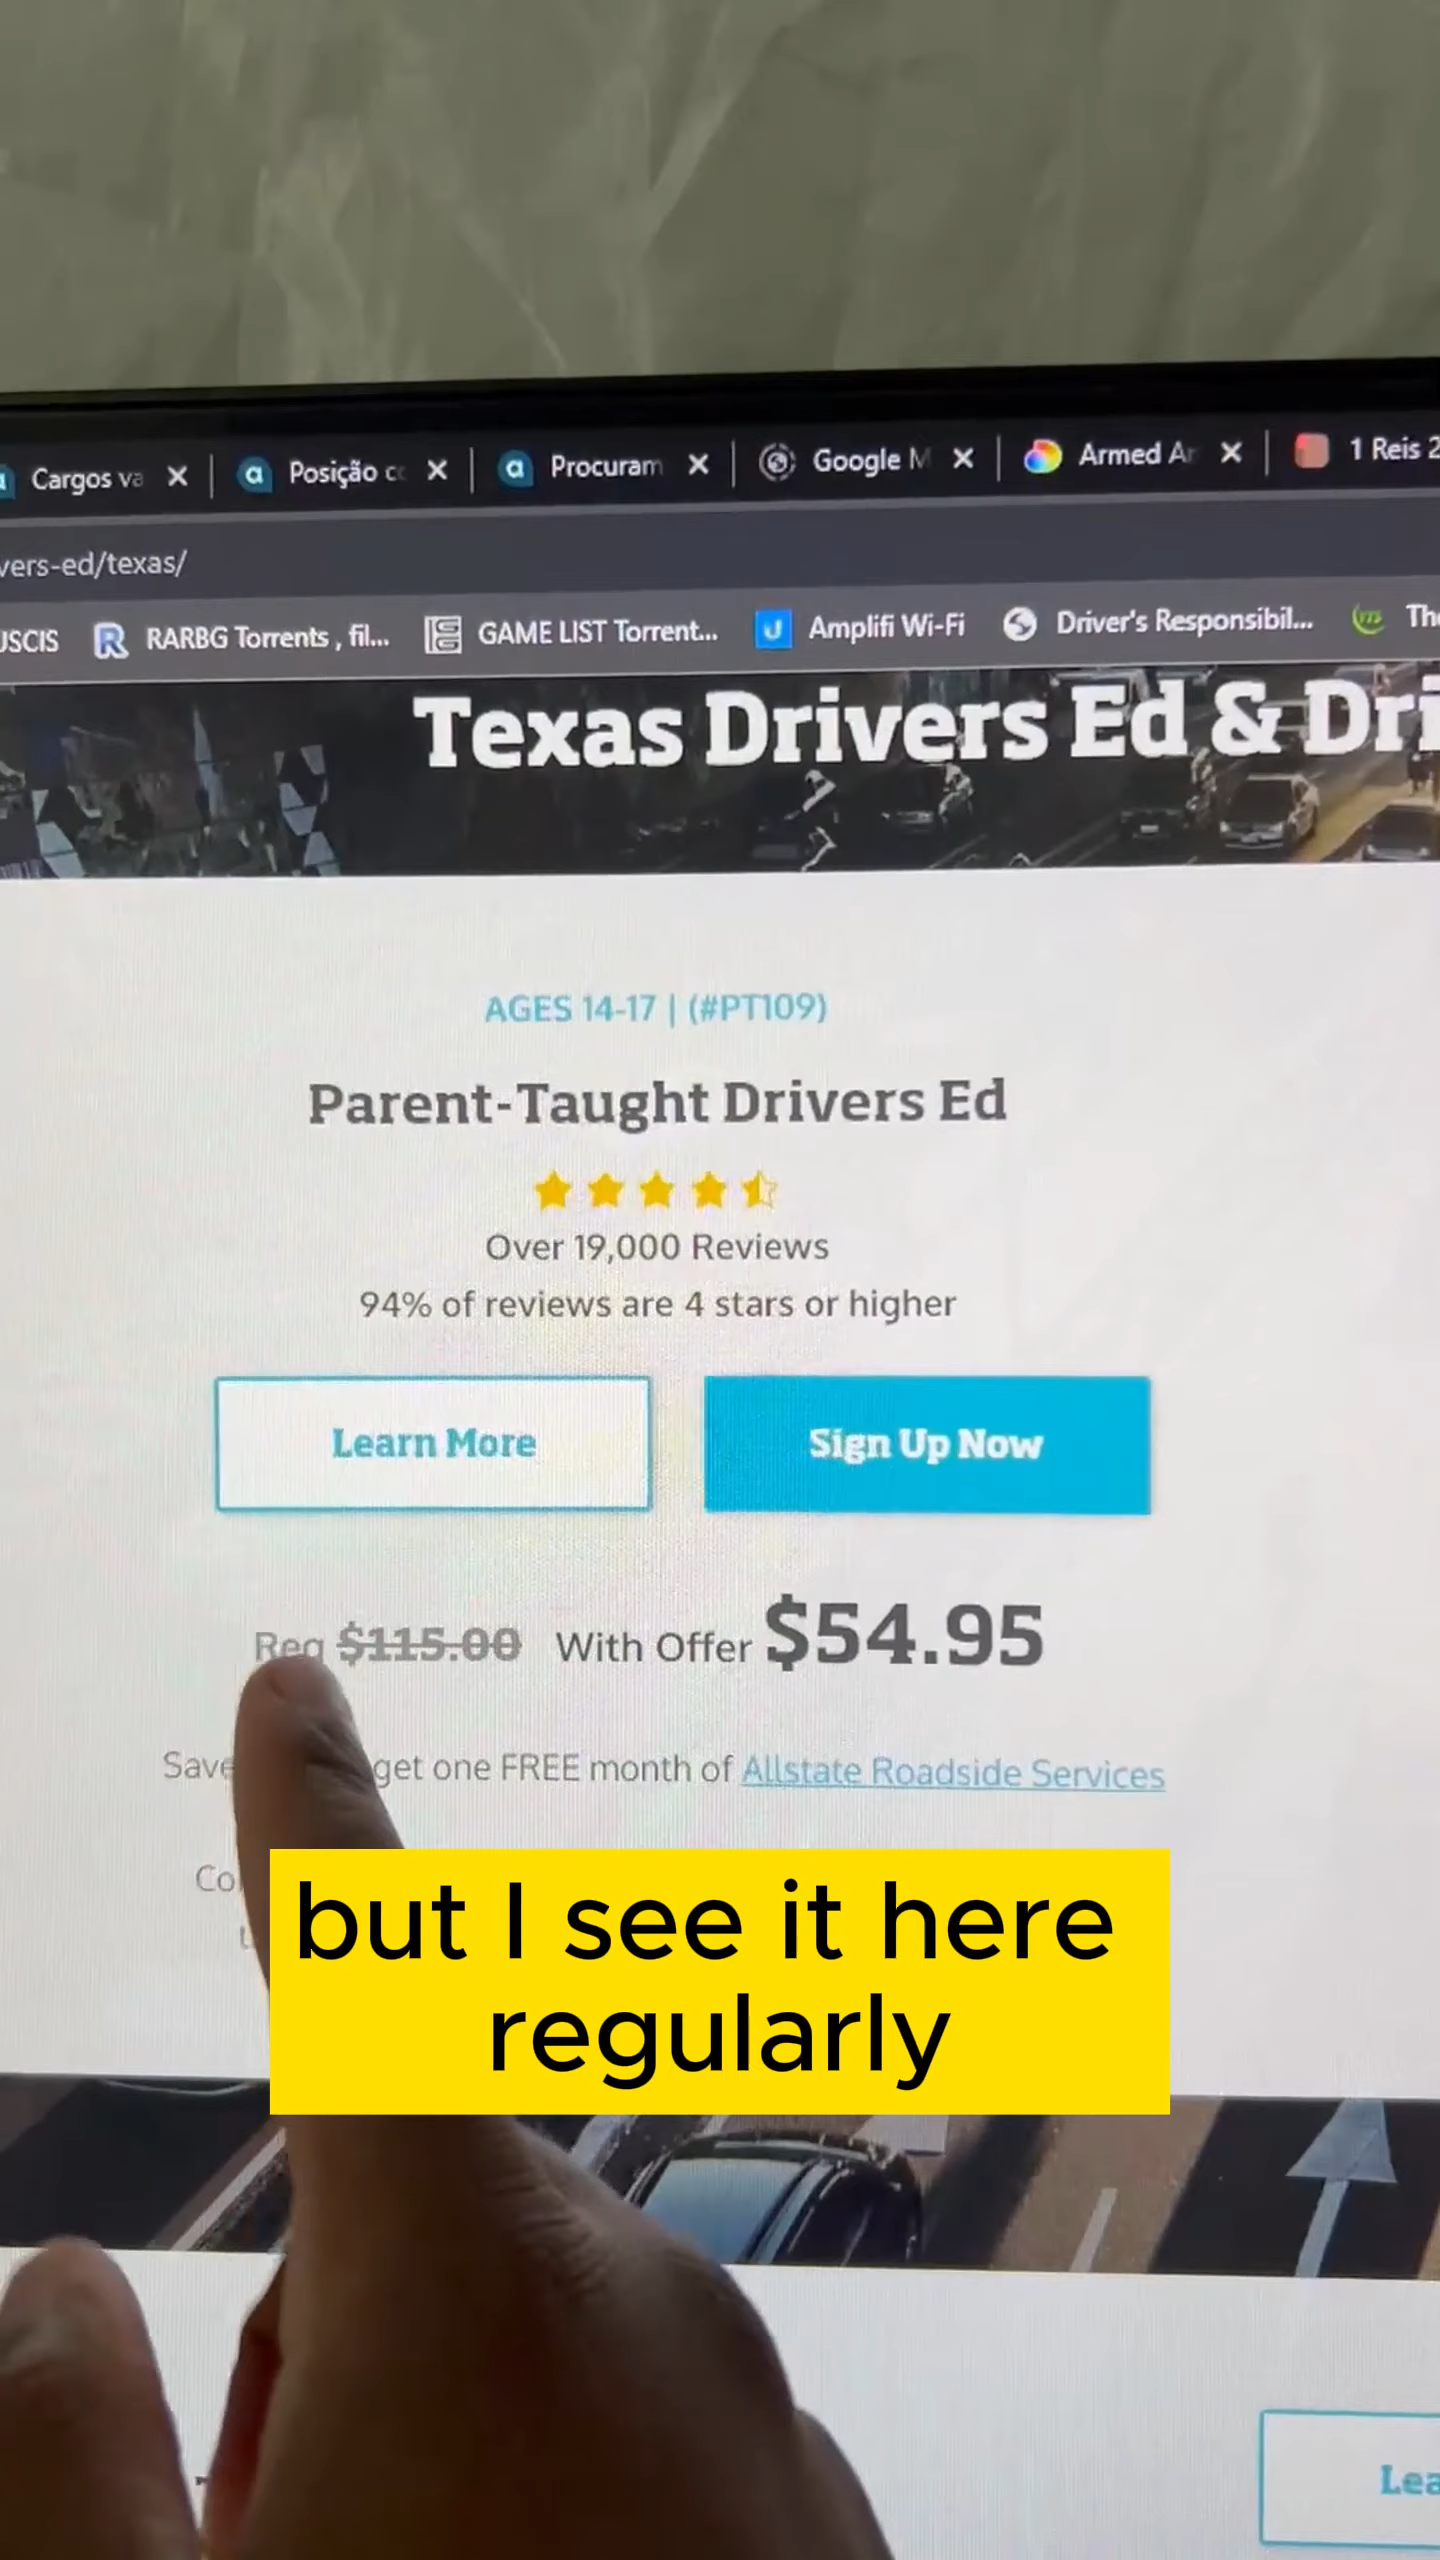 Cargos va
Posição c
Procuram
Google M
Armed Ar
1 Reis 2
vers-ed/texas/
USCIS
RARBG Torrents , fil...
GAME LIST Torrent...
Amplifi Wi-Fi
Driver's Responsibil...
The
Texas Drivers Ed & Dri
AGES 14-17 | (#PT109)
Parent-Taught Drivers Ed
Over 19,000 Reviews
94% of reviews are 4 stars or higher
Learn More
Sign Up Now
Reg $115.00 With Offer $54.95
Save get one FREE month of Allstate Roadside Services
Co
but I see it here
regularly
Lea